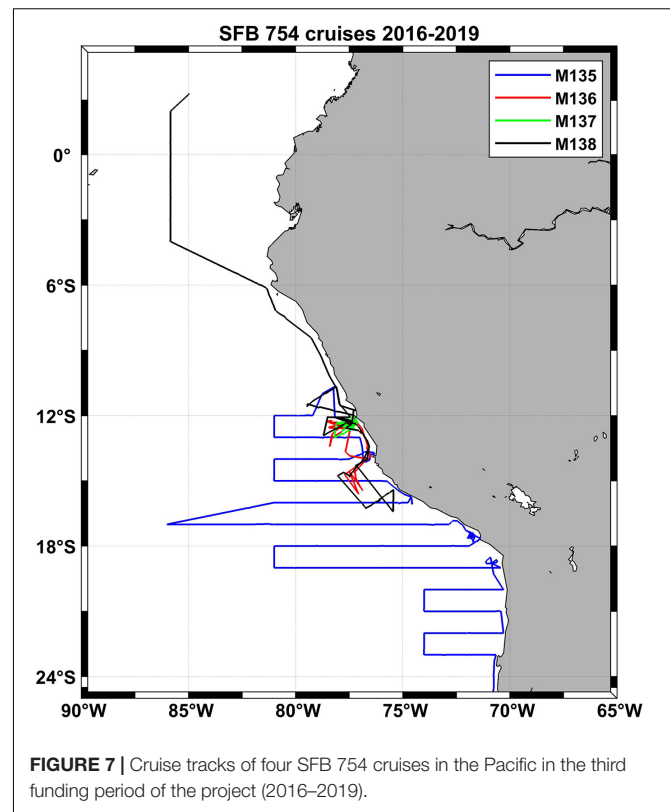 SFB 754 cruises 2016-2019
M135
M136
M137
M138
0°
6°S
12°S
18°S
24°S
90°W 85°W 80°W 75°W 70°W 65°W
FIGURE 7 | Cruise tracks of four SFB 754 cruises in the Pacific in the third
funding period of the project (2016–2019).